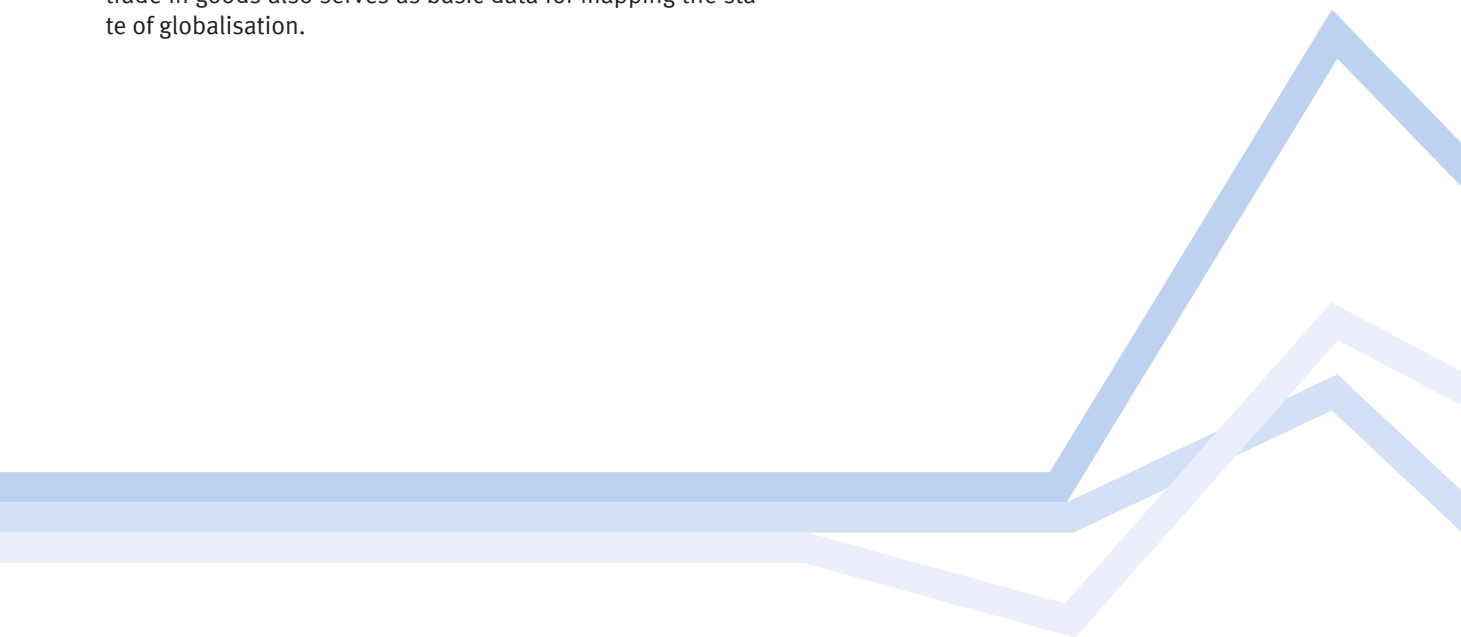 trade in goods also serves as basic data for mapping the sta-
te of globalisation.